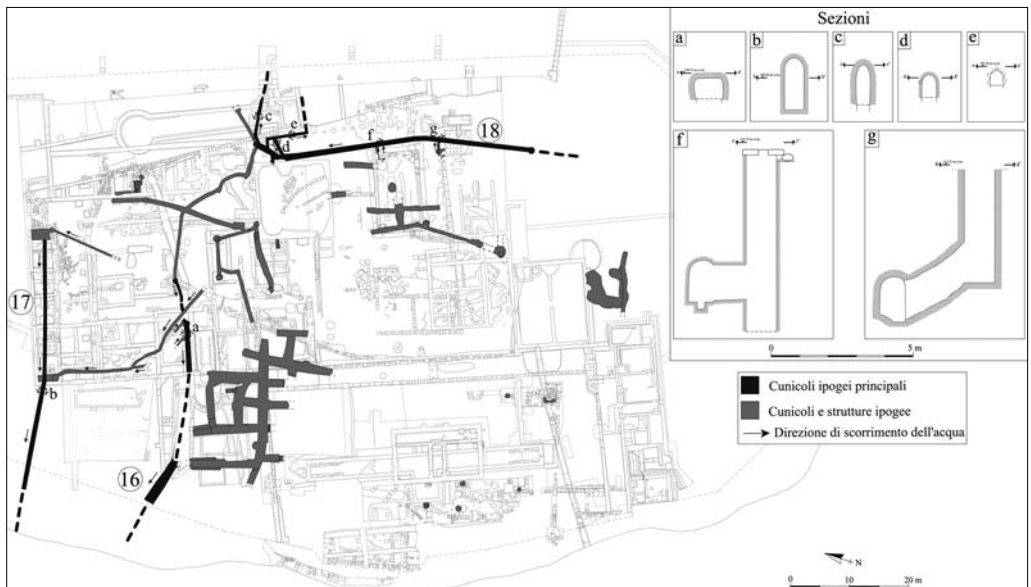 Sezioni
a
b
c
d
e
f
g
0
5 m
c
e
d
f
g
18
17
a
b
16
Cunicoli ipogei principali
Cunicoli e strutture ipogee
Direzione di scorrimento dell'acqua
N
0
10
20 m